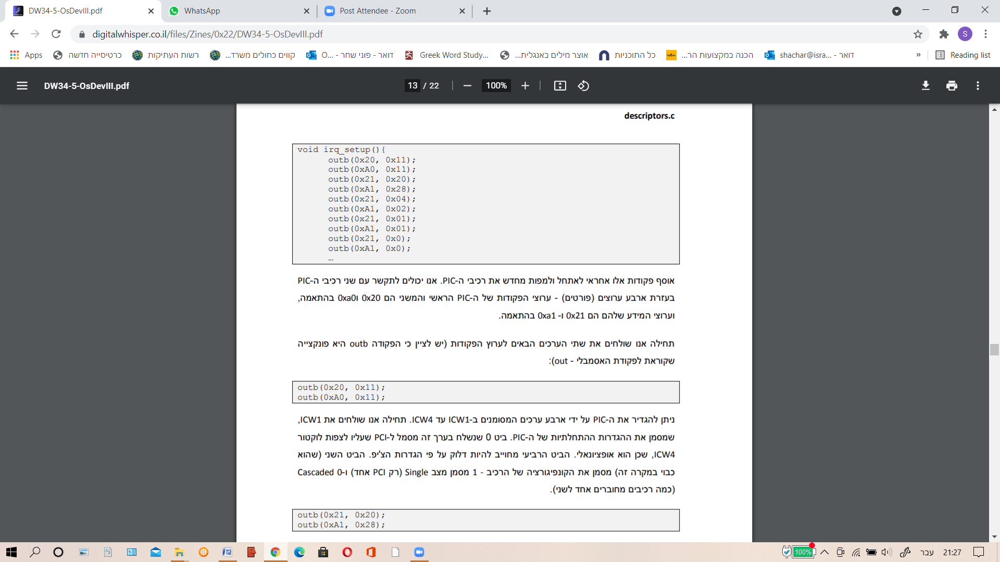 DW34-5-OsDevIII.pdf
WhatsApp
Post Attendee - Zoom
digitalwhisper.co.il/files/Zines/0x22/DW34-5-OsDevIII.pdf
S
Apps
כרטיסייה חדשה
רשות העתיקות
קווים כחולים משרד...
דואר - פוני שחר - ...O
Greek Word Study...
אוצר מילים באנגלית...
כל התוכניות
הכנה במקצועות הר...
shachar@isra... - דואר
»
Reading list
DW34-5-OsDevIII.pdf
13 / 22
100%
descriptors.c
void irq_setup(){
outb(0x20, 0x11);
outb(0xA0, 0x11);
outb(0x21, 0x20);
outb(0xA1, 0x28);
outb(0x21, 0x04);
outb(0xA1, 0x02);
outb(0x21, 0x01);
outb(0xA1, 0x01);
outb(0x21, 0x0);
outb(0xA1, 0x0);
…
אוסף פקודות אלו אחראי לאתחל ולמפות מחדש את רכיבי ה-PIC. אנו יכולים לתקשר עם שני רכיבי ה-PIC
בעזרת ארבע ערוצים (פורטים) - ערוצי הפקודות של ה-PIC הראשי והמשני הם 0x20 ו0xa0 בהתאמה,
וערוצי המידע שלהם הם 0x21 ו- 0xa1 בהתאמה.
תחילה אנו שולחים את שתי הערכים הבאים לערוץ הפקודות (יש לציין כי הפקודה outb היא פונקצייה
שקוראת לפקודת האסמבלי - out):
outb(0x20, 0x11);
outb(0xA0, 0x11);
ניתן להגדיר את ה-PIC על ידי ארבע ערכים המסומנים ב-ICW1 עד ICW4. תחילה אנו שולחים את ICW1,
שמסמן את ההגדרות ההתחלתיות של ה-PIC. ביט 0 שנשלח בערך זה מסמל ל-PCI שעליו לצפות לוקטור
ICW4, שכן הוא אופציונאלי. הביט הרביעי מחוייב להיות דלוק על פי הגדרות הצ'יפ. הביט השני (שהוא
כבוי במקרה זה) מסמן את הקונפיגורציה של הרכיב - 1 מסמן מצב Single (רק PCI אחד) ו-0 Cascaded
(כמה רכיבים מחוברים אחד לשני).
outb(0x21, 0x20);
outb(0xA1, 0x28);
100%
עבר
21:27